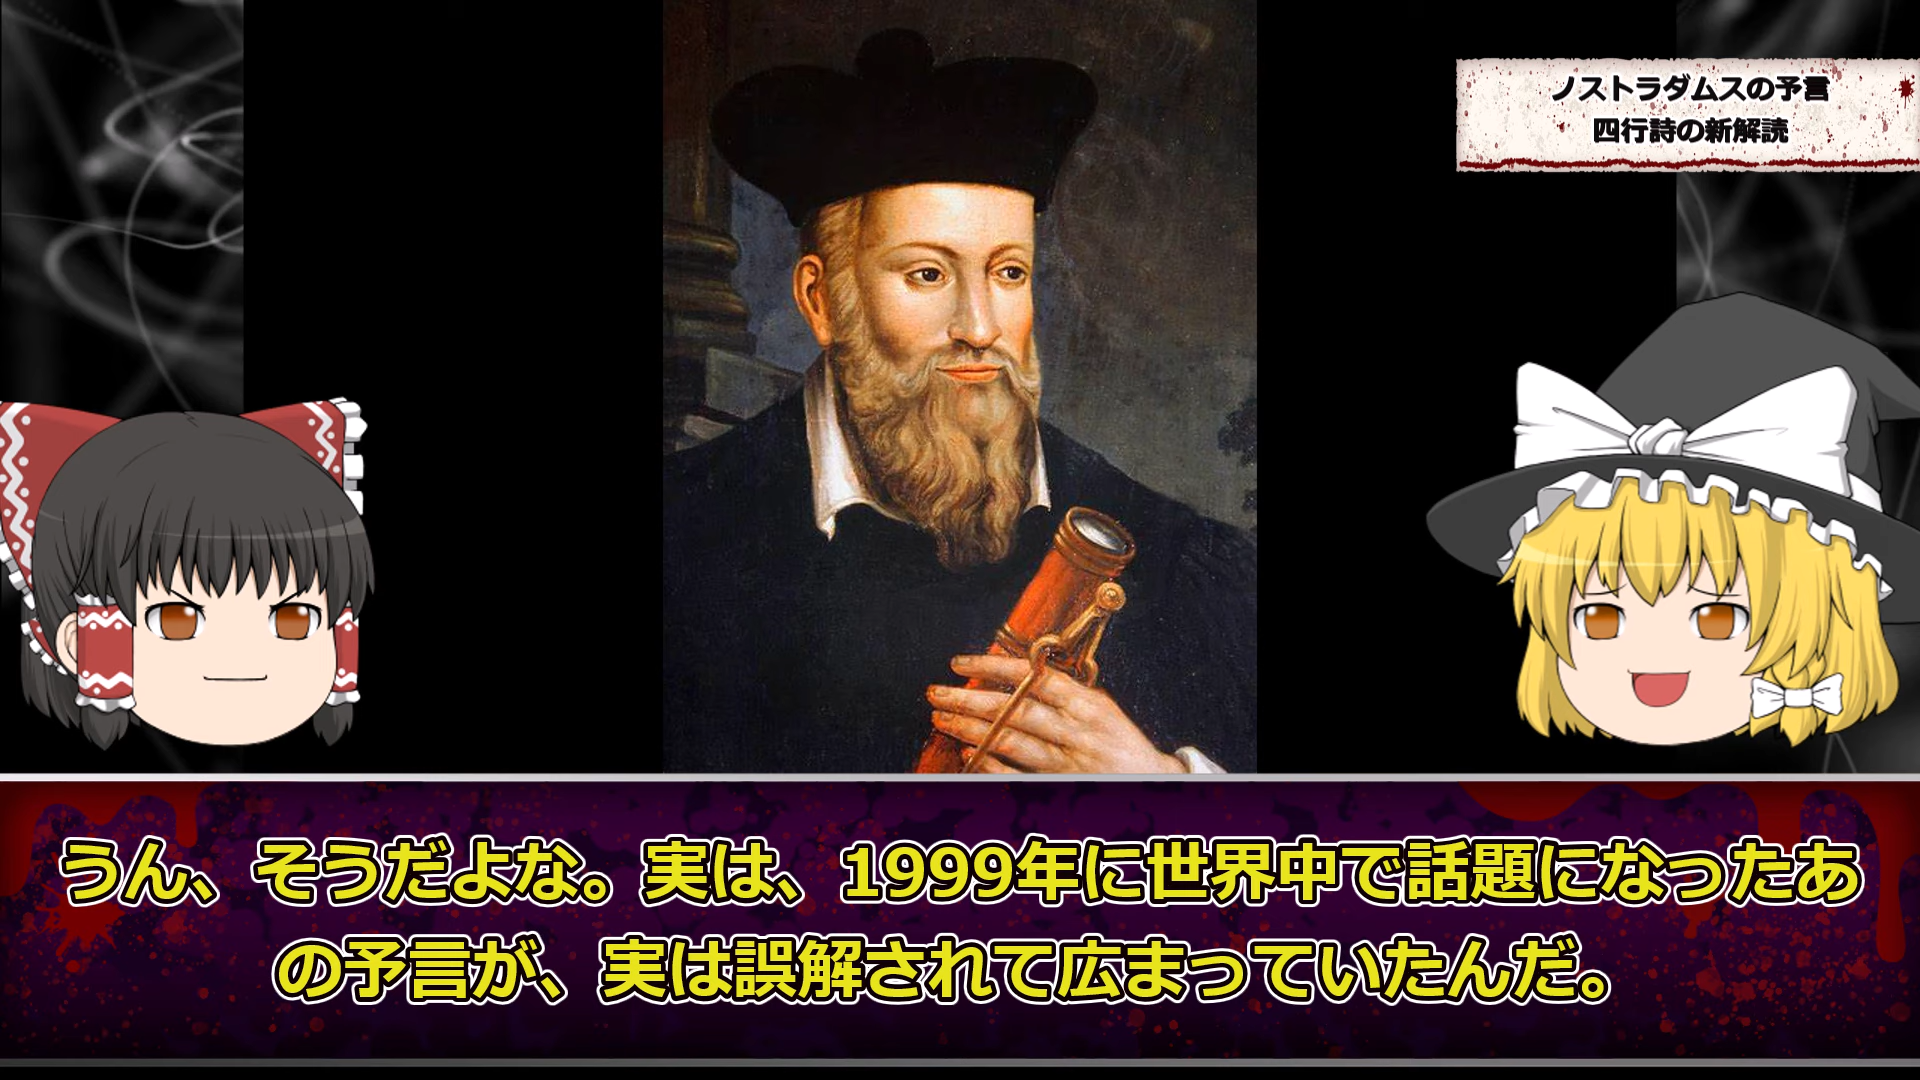 ノストラダムスの予言
四行詩の新解読
うん、そうだよな。実は、1999年に世界中で話題になったあ
の予言が、実は誤解されて広まっていたんだ。